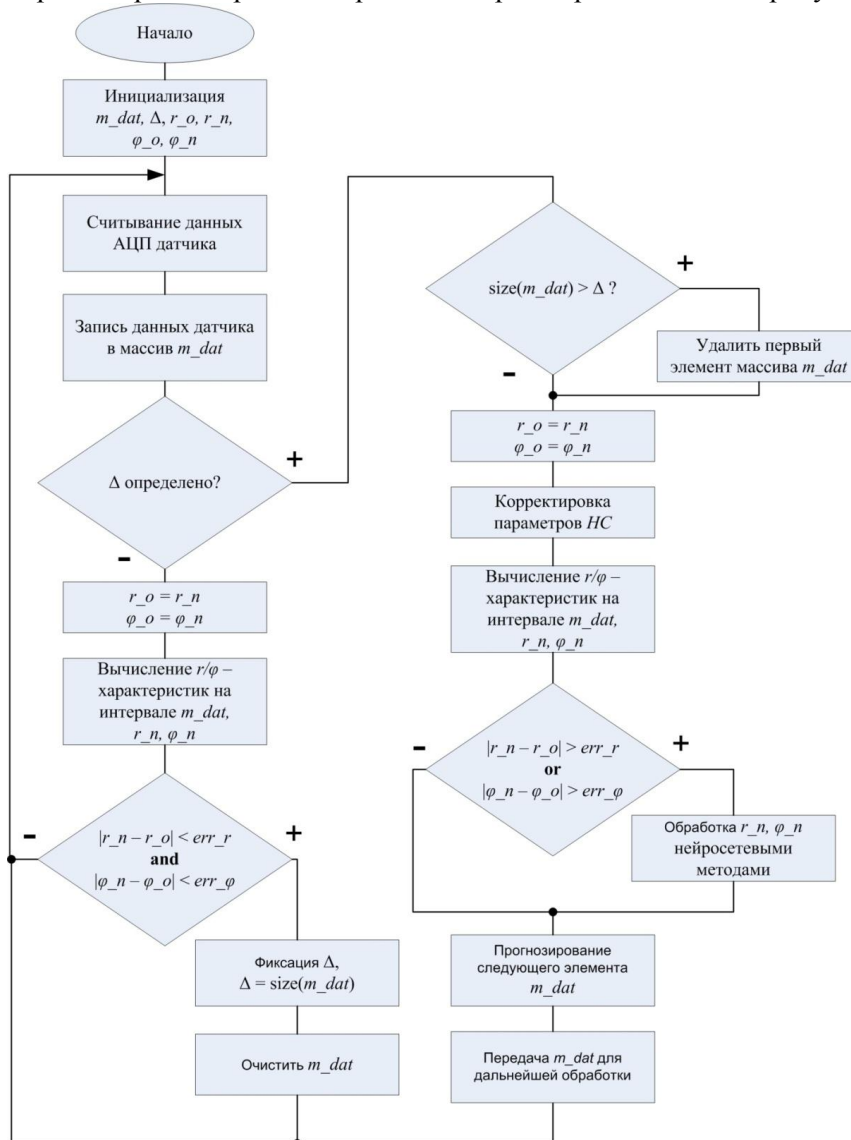 Начало
Инициализация
m_dat, Δ, r_o, r_n,
φ_o, φ_n
Считывание данных
АЦП датчика
Запись данных датчика
в массив m_dat
Δ определено?
+
-
r_o = r_n
φ_o = φ_n
Вычисление r/φ –
характеристик на
интервале m_dat,
r_n, φ_n
|r_n – r_o| < err_r
and
|φ_n – φ_o| < err_φ
-
+
Фиксация Δ,
Δ = size(m_dat)
Очистить m_dat
size(m_dat) > Δ ?
+
-
Удалить первый
элемент массива m_dat
r_o = r_n
φ_o = φ_n
Корректировка
параметров НС
Вычисление r/φ –
характеристик на
интервале m_dat,
r_n, φ_n
|r_n – r_o| > err_r
or
|φ_n – φ_o| > err_φ
-
+
Обработка r_n, φ_n
нейросетевыми
методами
Прогнозирование
следующего элемента
m_dat
Передача m_dat для
дальнейшей обработки